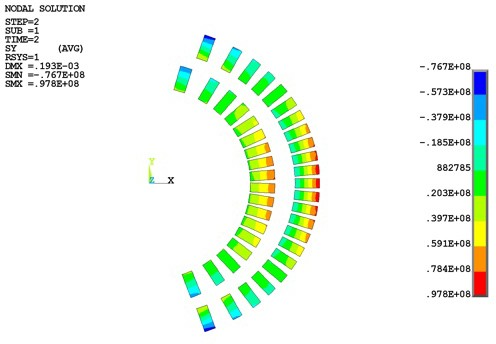 NODAL SOLUTION
STEP=2
SUB =1
TIME=2
SY (AVG)
RSYS=1
DMX =.193E-03
SMN =-.767E+08
SMX =.978E+08
Y
Z X
-.767E+08
-.573E+08
-.379E+08
-.185E+08
882785
.203E+08
.397E+08
.591E+08
.784E+08
.978E+08